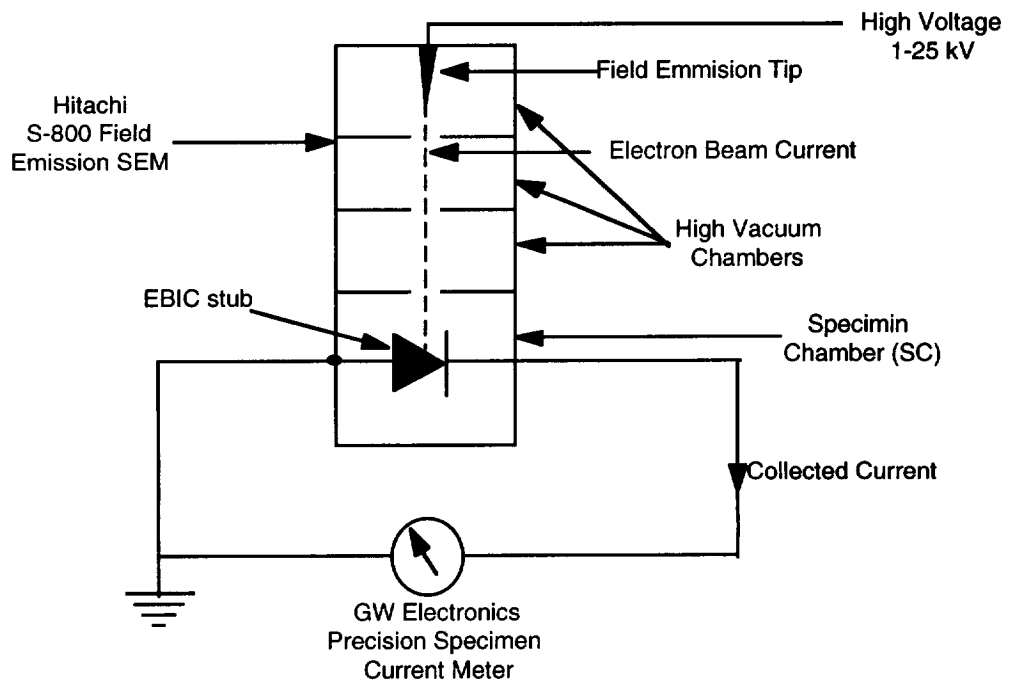 High Voltage
1-25 kV
Field Emmision Tip
Hitachi
S-800 Field
Emission SEM
Electron Beam Current
High Vacuum
Chambers
EBIC stub
Specimin
Chamber (SC)
Collected Current
GW Electronics
Precision Specimen
Current Meter